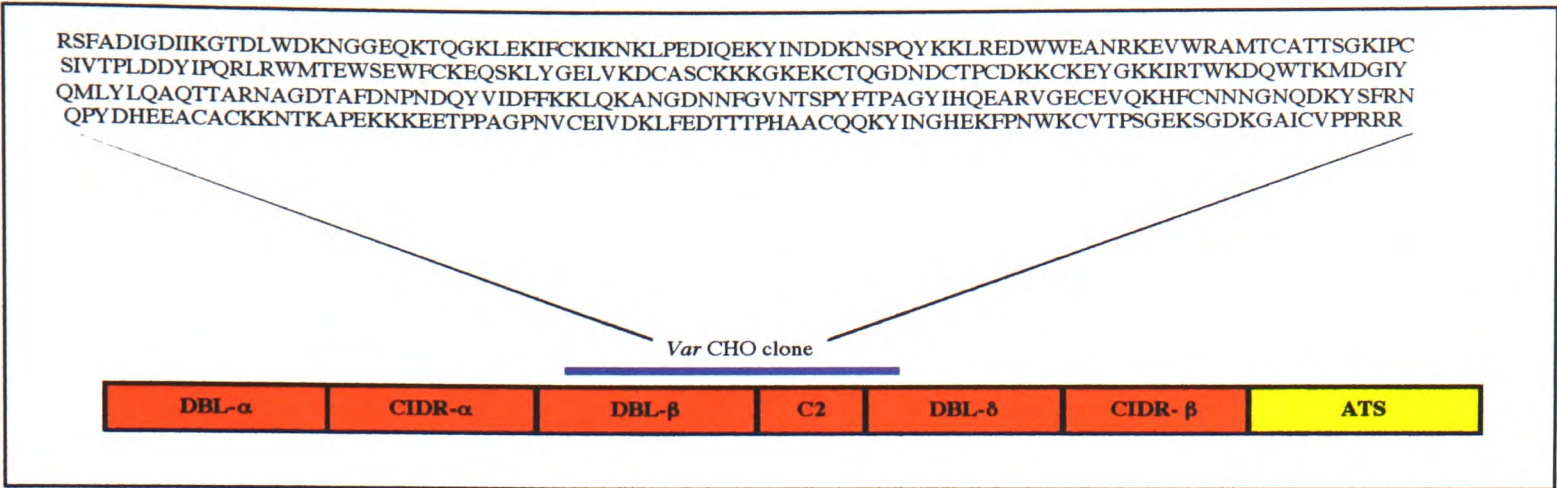 RSFADIGDIIKGTDLWDKNGGEQKTQGKLEKIFCKIKNKLPEDIQEKYINDDKNSPQYKKLREDWWEANRKEVWRAMTCATTSGKIPC
SIVTPLDDYIPQRLRWMTEWSEWFCKEQSKLYGELVKDCASCKKKGKEKCTQGDNDCTPCDKKCKEYGKKIRTWKDQWTKMDGIY
QMLYLQAQTTARNAGDTAFDNPNDQYVIDFFKKLQKANGDNNFGVNTSPYFTPAGYIHQEARVGECEVQKHFCNNNGNQDKYSFRN
QPYDHEEACACKKNTKAPEKKKEETPPAGPNVCEIVDKLFEDTTTPHAACQQKYINGHEKFPNWKCVTPSGEKSGDKGAICVPPRRR
Var CHO clone
DBL-α CIDR-α DBL-β C2 DBL-δ CIDR- β ATS